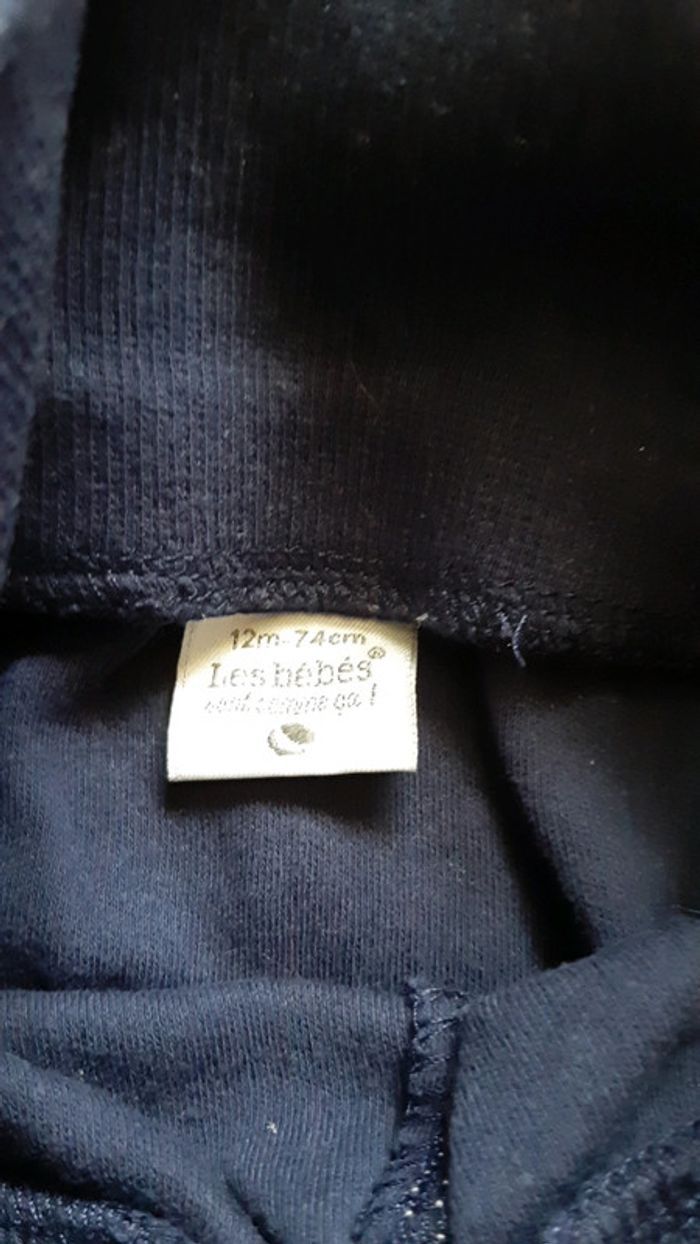 12m-74cm
Les bébés®
sont comme ça !